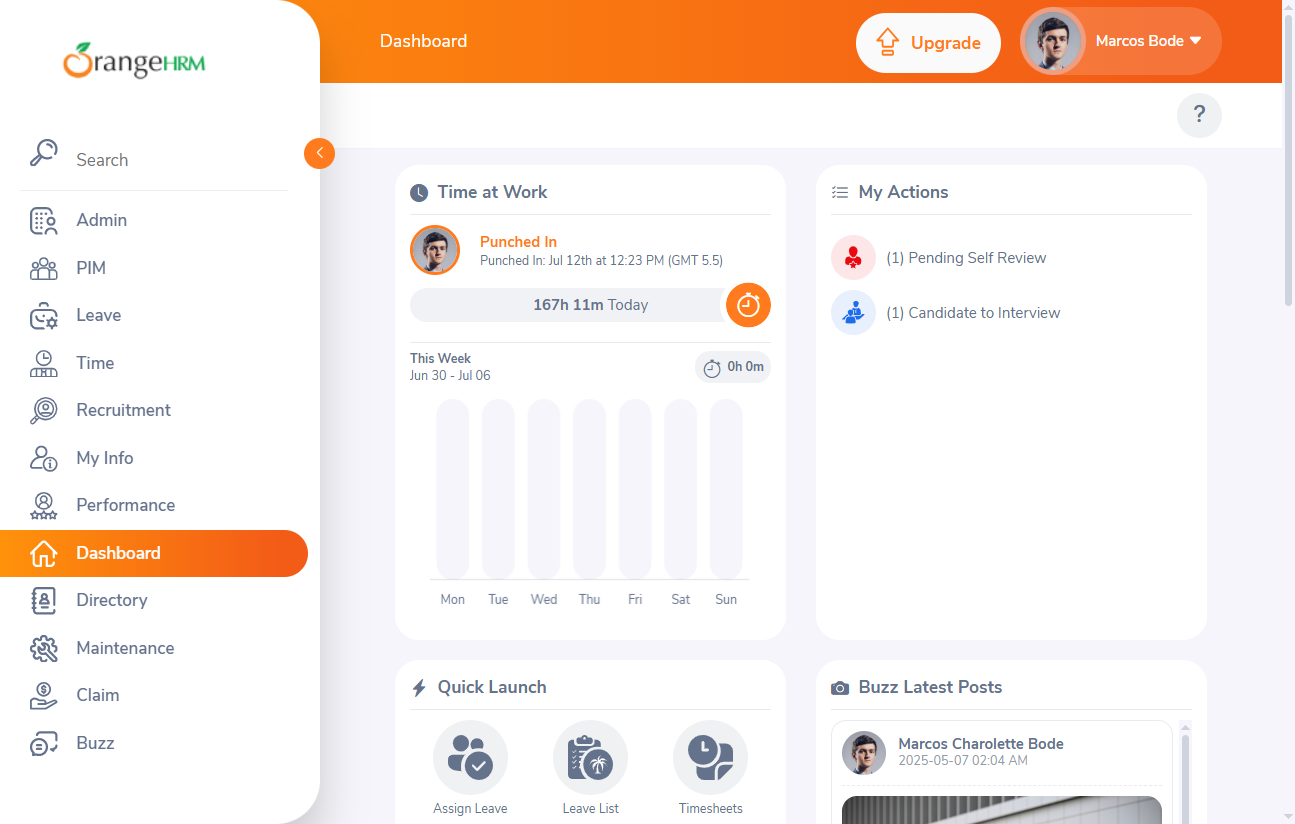 OrangeHRM
Dashboard
Upgrade
Marcos Bode
?
Search
Admin
PIM
Leave
Time
Recruitment
My Info
Performance
Dashboard
Directory
Maintenance
Claim
Buzz
Time at Work
Punched In
Punched In: Jul 12th at 12:23 PM (GMT 5.5)
167h 11m Today
This Week
Jun 30 - Jul 06
0h 0m
Mon Tue Wed Thu Fri Sat Sun
My Actions
(1) Pending Self Review
(1) Candidate to Interview
Quick Launch
Assign Leave
Leave List
Timesheets
Buzz Latest Posts
Marcos Charolette Bode
2025-05-07 02:04 AM